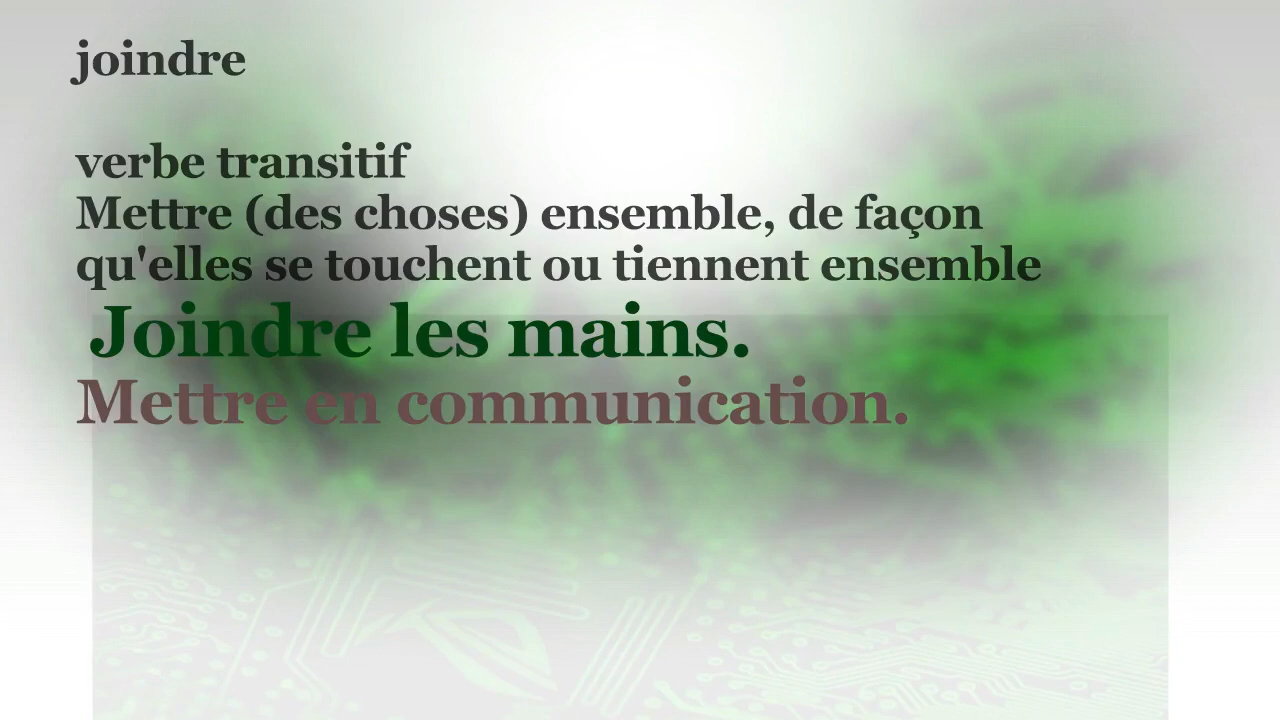 joindre
verbe transitif
Mettre (des choses) ensemble, de façon
qu'elles se touchent ou tiennent ensemble
Joindre les mains.
Mettre en communication.